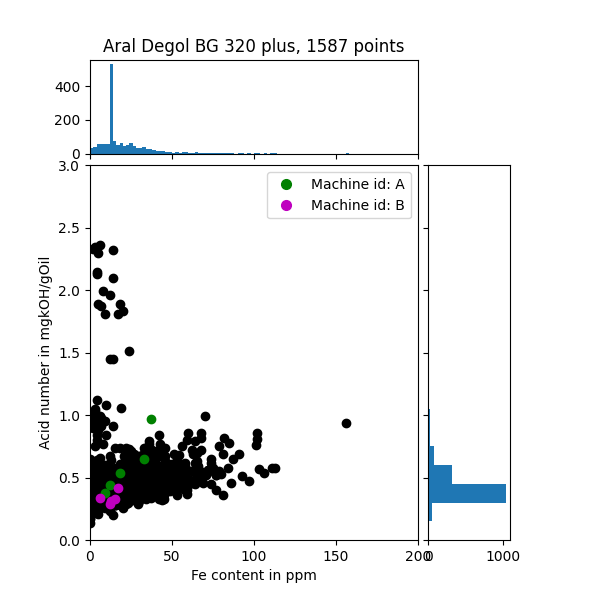 Aral Degol BG 320 plus, 1587 points
400
200
0
3.0
2.5
2.0
1.5
1.0
0.5
0.0
Acid number in mgkOH/gOil
Machine id: A
Machine id: B
0 50 100 150 200 0 1000
Fe content in ppm